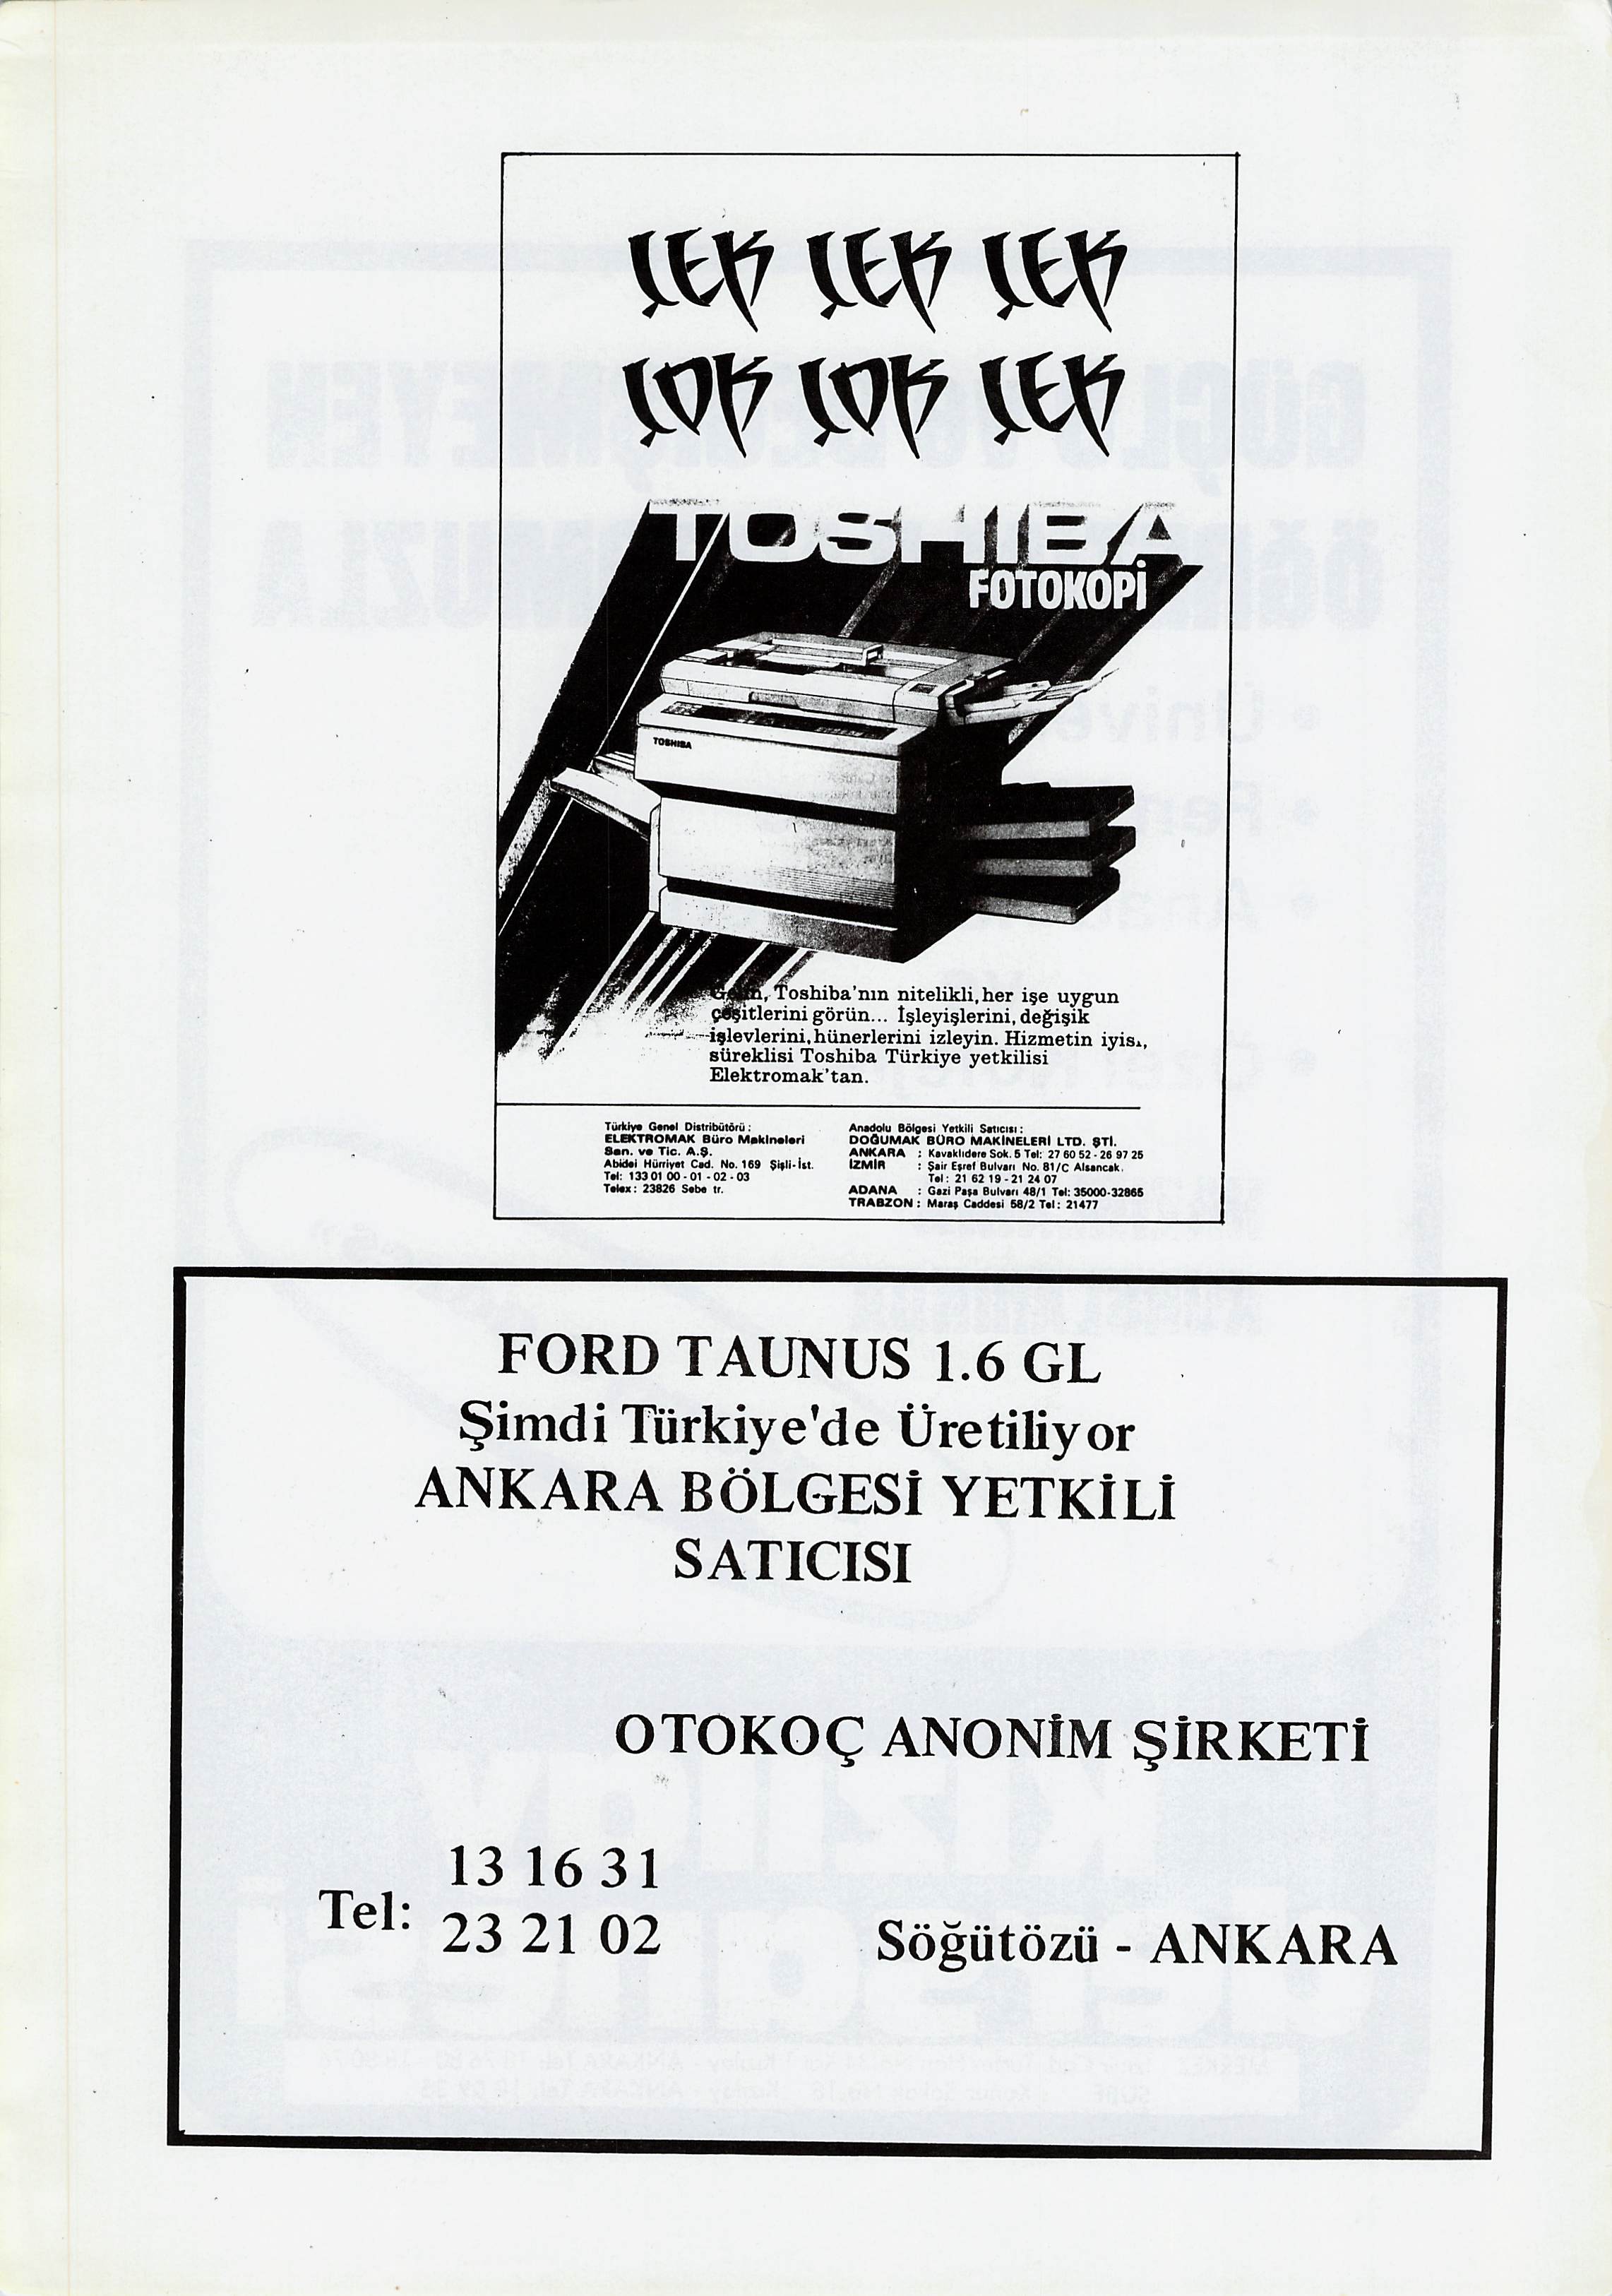 ÇEK ÇEK ÇEK
ÇOK ÇOK ÇEK
TOSHIBA
FOTOKOPİ
TOSHIBA
Gelin, Toshiba'nın nitelikli, her işe uygun
çeşitlerini görün... İşleyişlerini, değişik
işlevlerini, hünerlerini izleyin. Hizmetin iyisi,
süreklisi Toshiba Türkiye yetkilisi
Elektromak'tan.
Türkiye Genel Distribütörü:
ELEKTROMAK Büro Makineleri
San. ve Tic. A.Ş.
Abidei Hürriyet Cad. No. 169 Şişli-İst.
Tel: 133 01 00 - 01 - 02 - 03
Telex: 23826 Sebe tr.
Anadolu Bölgesi Yetkili Satıcısı:
DOĞUMAK BÜRO MAKİNELERİ LTD. ŞTİ.
ANKARA : Kavaklıdere Sok. 5 Tel: 27 60 52 - 26 97 25
İZMİR : Şair Eşref Bulvarı No. 81/C Alsancak.
Tel: 21 62 19 - 21 24 07
ADANA : Gazi Paşa Bulvarı 48/1 Tel: 35000-32865
TRABZON : Maraş Caddesi 58/2 Tel: 21477
FORD TAUNUS 1.6 GL
Şimdi Türkiye'de Üretiliyor
ANKARA BÖLGESİ YETKİLİ
SATICISI
OTOKOÇ ANONİM ŞİRKETİ
Tel: 13 16 31
23 21 02
Söğütözü - ANKARA